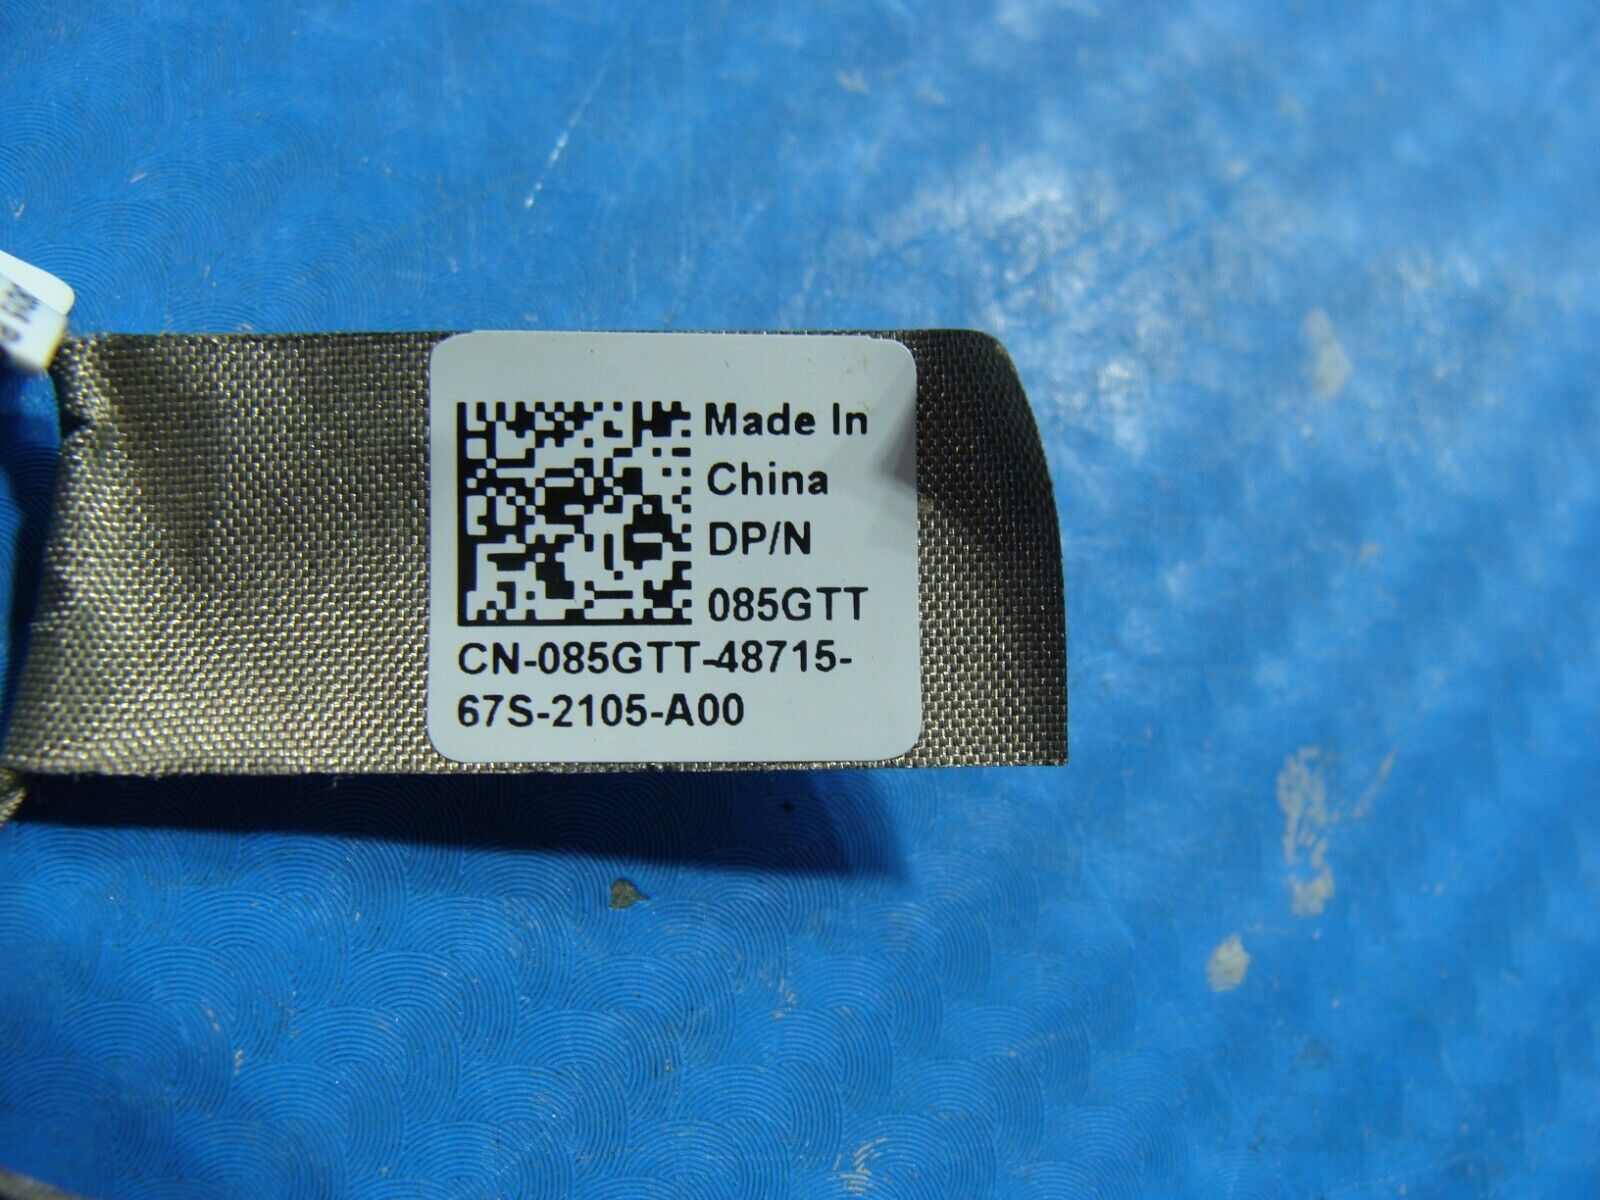 Made In
China
DP/N
085GTT
CN-085GTT-48715-
67S-2105-A00